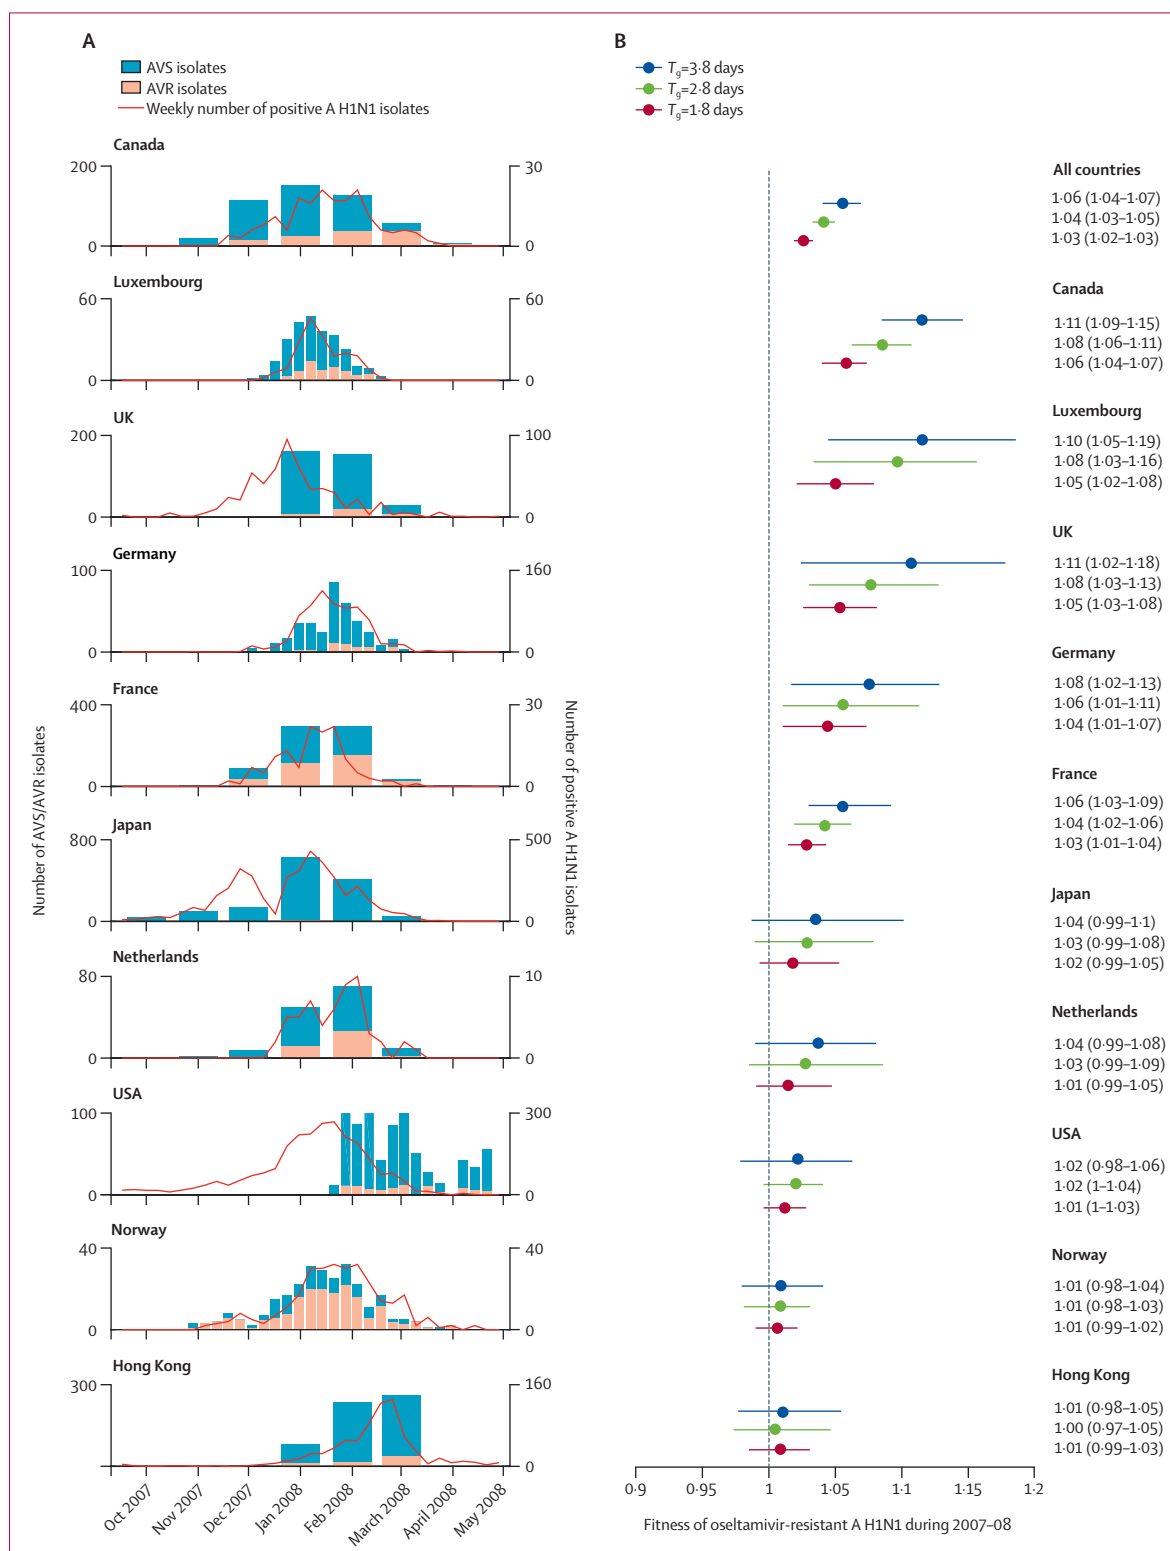 A
AVS isolates
AVR isolates
Weekly number of positive A H1N1 isolates
Number of AVS/AVR isolates
Number of positive A H1N1 isolates
Canada
200
0
30
0
Luxembourg
60
0
60
0
UK
200
0
100
0
Germany
100
0
160
0
France
400
0
30
0
Japan
800
0
500
0
Netherlands
80
0
10
0
USA
100
0
300
0
Norway
40
0
40
0
Hong Kong
300
0
160
0
Oct 2007
Nov 2007
Dec 2007
Jan 2008
Feb 2008
March 2008
April 2008
May 2008
B
Tg=3·8 days
Tg=2·8 days
Tg=1·8 days
All countries
1·06 (1·04–1·07)
1·04 (1·03–1·05)
1·03 (1·02–1·03)
Canada
1·11 (1·09–1·15)
1·08 (1·06–1·11)
1·06 (1·04–1·07)
Luxembourg
1·10 (1·05–1·19)
1·08 (1·03–1·16)
1·05 (1·02–1·08)
UK
1·11 (1·02–1·18)
1·08 (1·03–1·13)
1·05 (1·03–1·08)
Germany
1·08 (1·02–1·13)
1·06 (1·01–1·11)
1·04 (1·01–1·07)
France
1·06 (1·03–1·09)
1·04 (1·02–1·06)
1·03 (1·01–1·04)
Japan
1·04 (0·99–1·1)
1·03 (0·99–1·08)
1·02 (0·99–1·05)
Netherlands
1·04 (0·99–1·08)
1·03 (0·99–1·09)
1·01 (0·99–1·05)
USA
1·02 (0·98–1·06)
1·02 (1–1·04)
1·01 (1–1·03)
Norway
1·01 (0·98–1·04)
1·01 (0·98–1·03)
1·01 (0·99–1·02)
Hong Kong
1·01 (0·98–1·05)
1·00 (0·97–1·05)
1·01 (0·99–1·03)
0·9
0·95
1
1·05
1·1
1·15
1·2
Fitness of oseltamivir-resistant A H1N1 during 2007–08